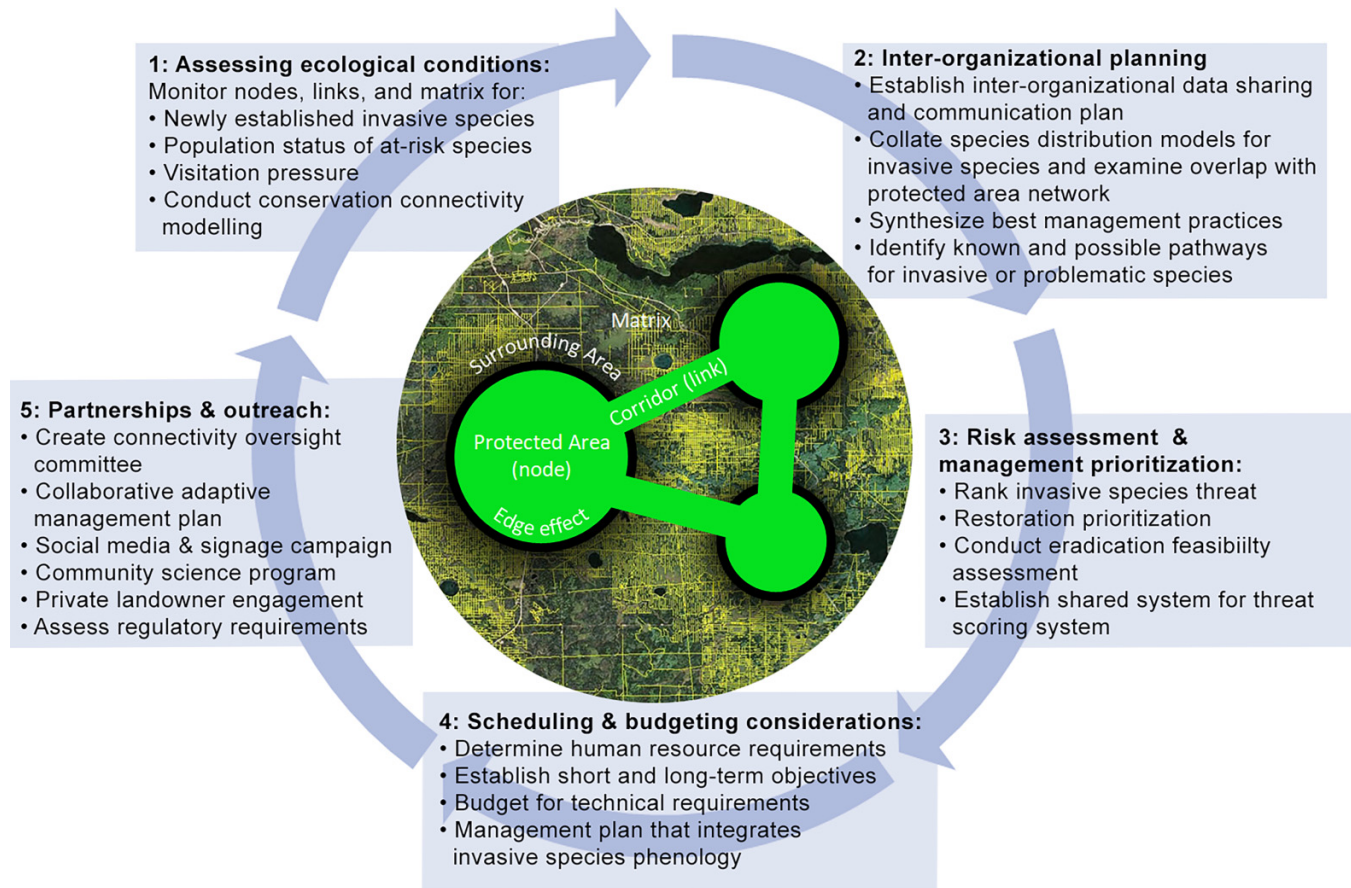 1: Assessing ecological conditions:
Monitor nodes, links, and matrix for:
• Newly established invasive species
• Population status of at-risk species
• Visitation pressure
• Conduct conservation connectivity
modelling
2: Inter-organizational planning
• Establish inter-organizational data sharing
and communication plan
• Collate species distribution models for
invasive species and examine overlap with
protected area network
• Synthesize best management practices
• Identify known and possible pathways
for invasive or problematic species
3: Risk assessment &
management prioritization:
• Rank invasive species threat
• Restoration prioritization
• Conduct eradication feasibiilty
assessment
• Establish shared system for threat
scoring system
4: Scheduling & budgeting considerations:
• Determine human resource requirements
• Establish short and long-term objectives
• Budget for technical requirements
• Management plan that integrates
invasive species phenology
5: Partnerships & outreach:
• Create connectivity oversight
committee
• Collaborative adaptive
management plan
• Social media & signage campaign
• Community science program
• Private landowner engagement
• Assess regulatory requirements
Matrix
Surrounding Area
Corridor (link)
Protected Area
(node)
Edge effect